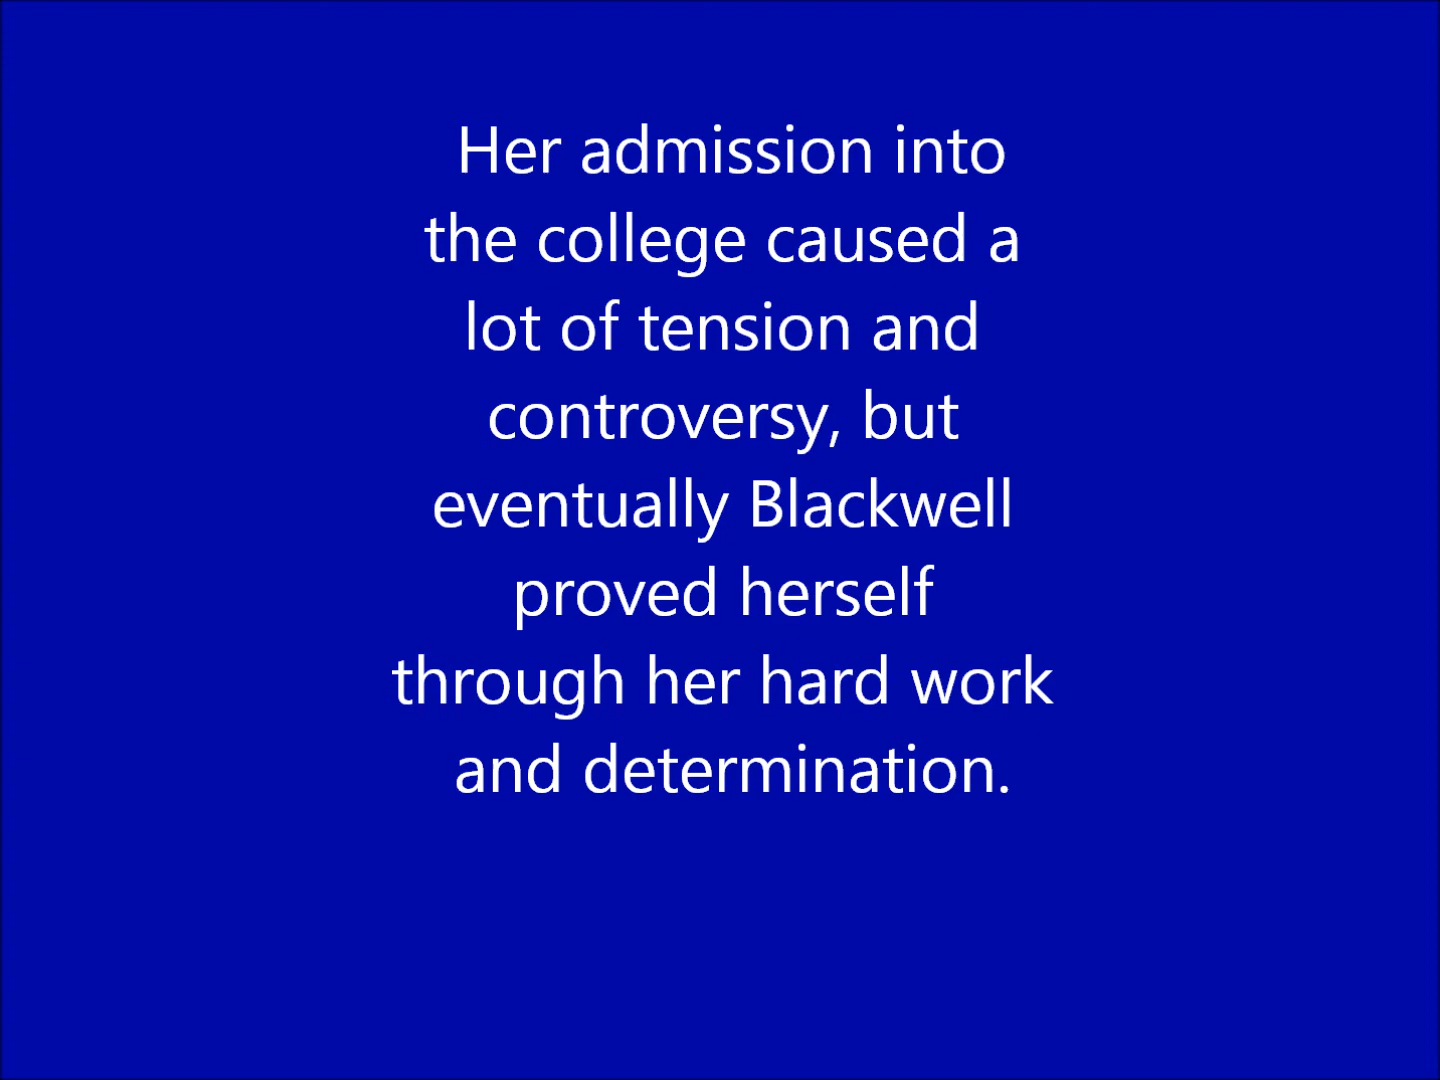 Her admission into
the college caused a
lot of tension and
controversy, but
eventually Blackwell
proved herself
through her hard work
and determination.